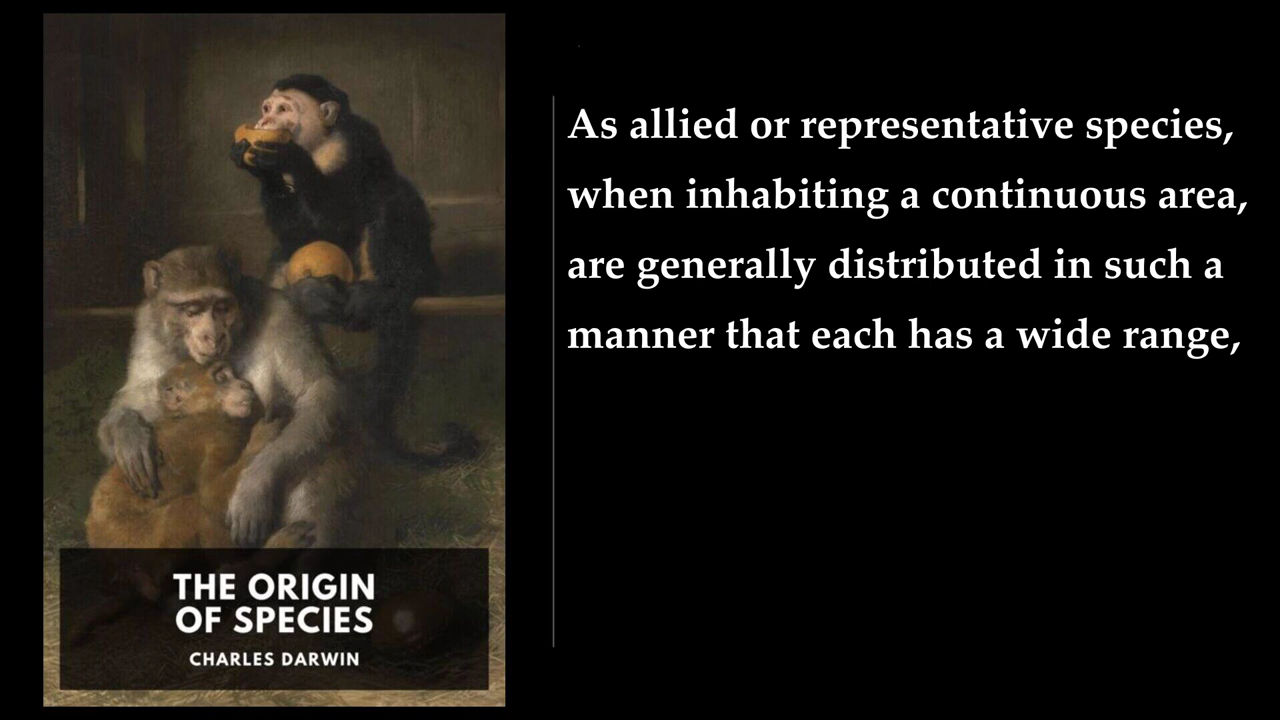 THE ORIGIN
OF SPECIES
CHARLES DARWIN
As allied or representative species,
when inhabiting a continuous area,
are generally distributed in such a
manner that each has a wide range,